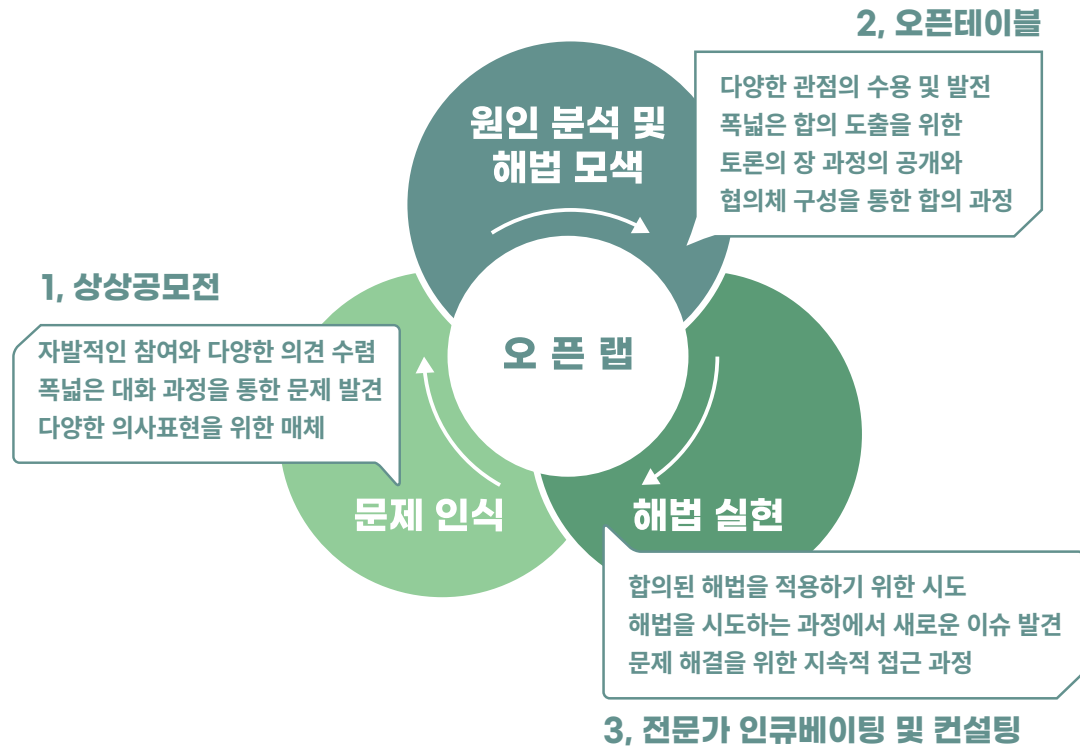 2, 오픈테이블
다양한 관점의 수용 및 발전
폭넓은 합의 도출을 위한
토론의 장 과정의 공개와
협의체 구성을 통한 합의 과정
원인 분석 및
해법 모색
1, 상상공모전
자발적인 참여와 다양한 의견 수렴
폭넓은 대화 과정을 통한 문제 발견
다양한 의사표현을 위한 매체
오 픈 랩
문제 인식
해법 실현
합의된 해법을 적용하기 위한 시도
해법을 시도하는 과정에서 새로운 이슈 발견
문제 해결을 위한 지속적 접근 과정
3, 전문가 인큐베이팅 및 컨설팅